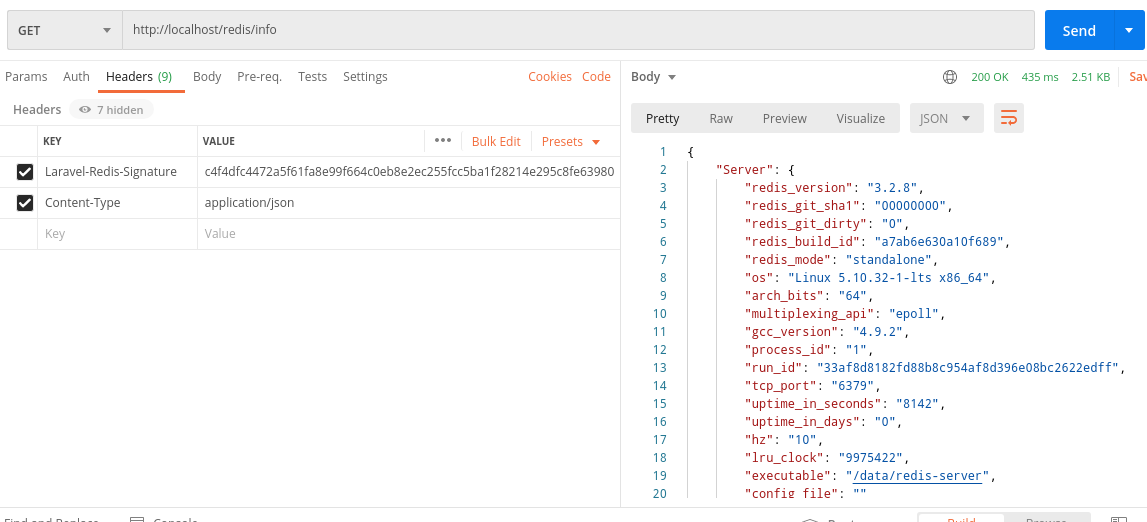 GET
http://localhost/redis/info
Send
Params Auth Headers (9) Body Pre-req. Tests Settings Cookies Code
Headers 7 hidden
KEY VALUE ••• Bulk Edit Presets
Laravel-Redis-Signature c4f4dfc4472a5f61fa8e99f664c0eb8e2ec255fcc5ba1f28214e295c8fe63980
Content-Type application/json
Key Value
Body 200 OK 435 ms 2.51 KB Sav
Pretty Raw Preview Visualize JSON
1 {
2 "Server": {
3 "redis_version": "3.2.8",
4 "redis_git_sha1": "00000000",
5 "redis_git_dirty": "0",
6 "redis_build_id": "a7ab6e630a10f689",
7 "redis_mode": "standalone",
8 "os": "Linux 5.10.32-1-lts x86_64",
9 "arch_bits": "64",
10 "multiplexing_api": "epoll",
11 "gcc_version": "4.9.2",
12 "process_id": "1",
13 "run_id": "33af8d8182fd88b8c954af8d396e08bc2622edff",
14 "tcp_port": "6379",
15 "uptime_in_seconds": "8142",
16 "uptime_in_days": "0",
17 "hz": "10",
18 "lru_clock": "9975422",
19 "executable": "/data/redis-server",
20 "config_file": ""
Find and Replace Console Build Browse